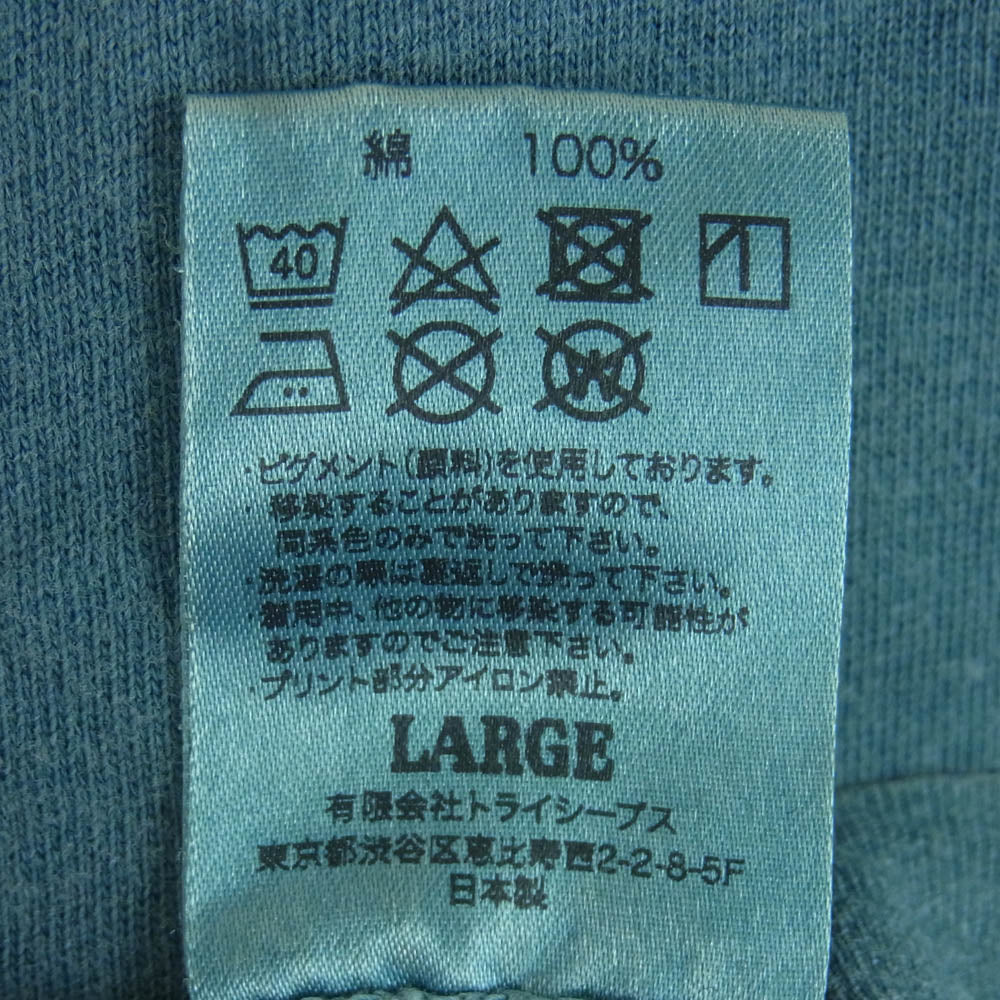 綿 100%
40
・ピグメント(顔料)を使用しております。
移染することがありますので、
同系色のみで洗って下さい。
・洗濯の際は裏返しで洗って下さい。
着用中、他の物に移染する可能性が
ありますのでご注意下さい。
・プリント部分アイロン禁止。
LARGE
有限会社トライシープス
東京都渋谷区恵比寿西2-2-8-5F
日本製